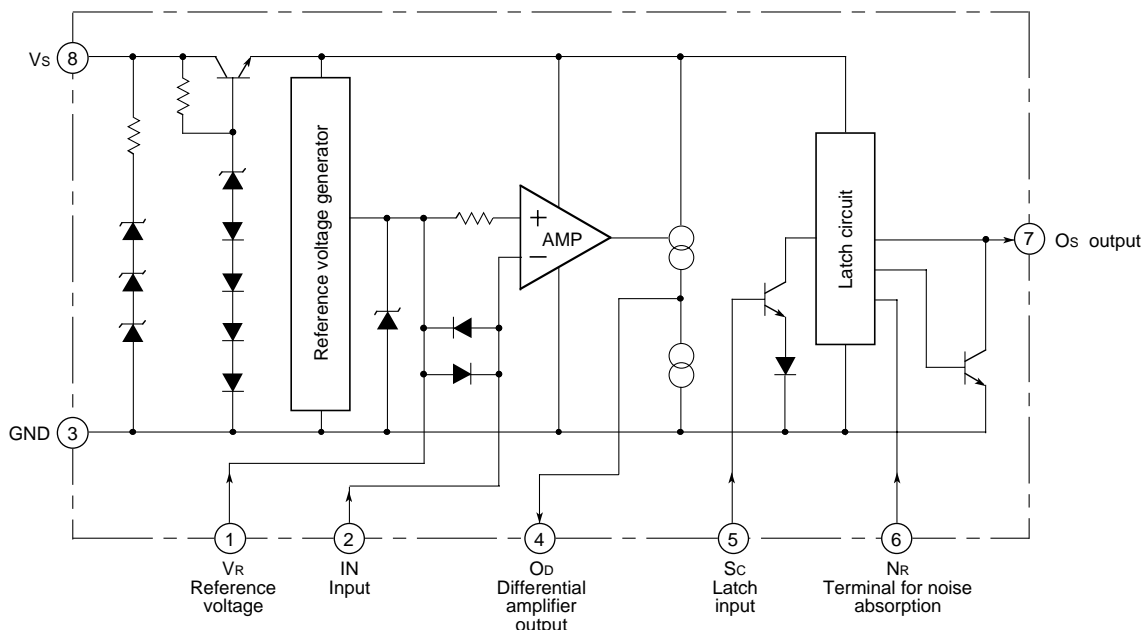 Vs 8
Reference voltage generator
+
AMP
−
Latch circuit
7 Os output
GND 3
1
VR
Reference
voltage
2
IN
Input
4
OD
Differential
amplifier
output
5
Sc
Latch
input
6
NR
Terminal for noise
absorption